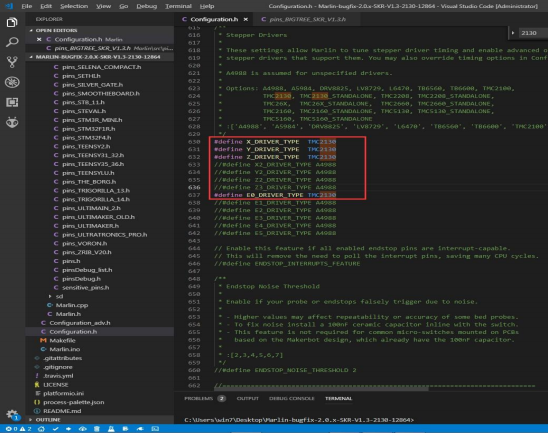 File Edit Selection View Go Debug Terminal Help
Configuration.h - Marlin-bugfix-2.0.x-SKR-V1.3-2130-12864 - Visual Studio Code [Administrator]
EXPLORER
OPEN EDITORS
Configuration.h Marlin
pins_BIGTREE_SKR_V1.3.h Marlin\src\pi...
MARLIN-BUGFIX-2.0.X-SKR-V1.3-2130-12864
pins_SELENA_COMPACT.h
pins_SETHI.h
pins_SILVER_GATE.h
pins_SMOOTHIEBOARD.h
pins_STB_11.h
pins_STEVAL.h
pins_STM3R_MINI.h
pins_STM32F1R.h
pins_STM32F4.h
pins_TEENSY2.h
pins_TEENSY31_32.h
pins_TEENSY35_36.h
pins_TEENSYLU.h
pins_THE_BORG.h
pins_TRIGORILLA_13.h
pins_TRIGORILLA_14.h
pins_ULTIMAIN_2.h
pins_ULTIMAKER_OLD.h
pins_ULTIMAKER.h
pins_ULTRATRONICS_PRO.h
pins_VORON.h
pins_ZRIB_V20.h
pins.h
pinsDebug_list.h
pinsDebug.h
sensitive_pins.h
sd
Marlin.cpp
Marlin.h
Configuration_adv.h
Configuration.h
Makefile
Marlin.ino
.gitattributes
.gitignore
.travis.yml
LICENSE
platformio.ini
process-palette.json
README.md
OUTLINE
Configuration.h
pins_BIGTREE_SKR_V1.3.h
2130
615 /**
616 * Stepper Drivers
617 *
618 * These settings allow Marlin to tune stepper driver timing and enable advanced o
619 * stepper drivers that support them. You may also override timing options in Conf
620 *
621 * A4988 is assumed for unspecified drivers.
622 *
623 * Options: A4988, A5984, DRV8825, LV8729, L6470, TB6560, TB6600, TMC2100,
624 * TMC2130, TMC2130_STANDALONE, TMC2208, TMC2208_STANDALONE,
625 * TMC26X, TMC26X_STANDALONE, TMC2660, TMC2660_STANDALONE,
626 * TMC5130, TMC5130_STANDALONE,
627 * TMC5160, TMC5160_STANDALONE
628 * :['A4988', 'A5984', 'DRV8825', 'LV8729', 'L6470', 'TB6560', 'TB6600', 'TMC2100'
629 */
630 #define X_DRIVER_TYPE TMC2130
631 #define Y_DRIVER_TYPE TMC2130
632 #define Z_DRIVER_TYPE TMC2130
633 //#define X2_DRIVER_TYPE A4988
634 //#define Y2_DRIVER_TYPE A4988
635 //#define Z2_DRIVER_TYPE A4988
636 //#define Z3_DRIVER_TYPE A4988
637 #define E0_DRIVER_TYPE TMC2130
638 //#define E1_DRIVER_TYPE A4988
639 //#define E2_DRIVER_TYPE A4988
640 //#define E3_DRIVER_TYPE A4988
641 //#define E4_DRIVER_TYPE A4988
642 //#define E5_DRIVER_TYPE A4988
643
644 // Enable this feature if all enabled endstop pins are interrupt-capable.
645 // This will remove the need to poll the interrupt pins, saving many CPU cycles.
646 //#define ENDSTOP_INTERRUPTS_FEATURE
647
648 /**
649 * Endstop Noise Threshold
650 *
651 * Enable if your probe or endstops falsely trigger due to noise.
652 *
653 * - Higher values may affect repeatability or accuracy of some bed probes.
654 * - To fix noise install a 100nF ceramic capacitor inline with the switch.
655 * - This feature is not required for common micro-switches mounted on PCBs
656 * based on the Makerbot design, which already have the 100nF capacitor.
657 *
658 * :[2,3,4,5,6,7]
659 */
660 //#define ENDSTOP_NOISE_THRESHOLD 2
661
662
PROBLEMS 2 OUTPUT DEBUG CONSOLE TERMINAL
C:\Users\win7\Desktop\Marlin-bugfix-2.0.x-SKR-V1.3-2130-12864>
0 2